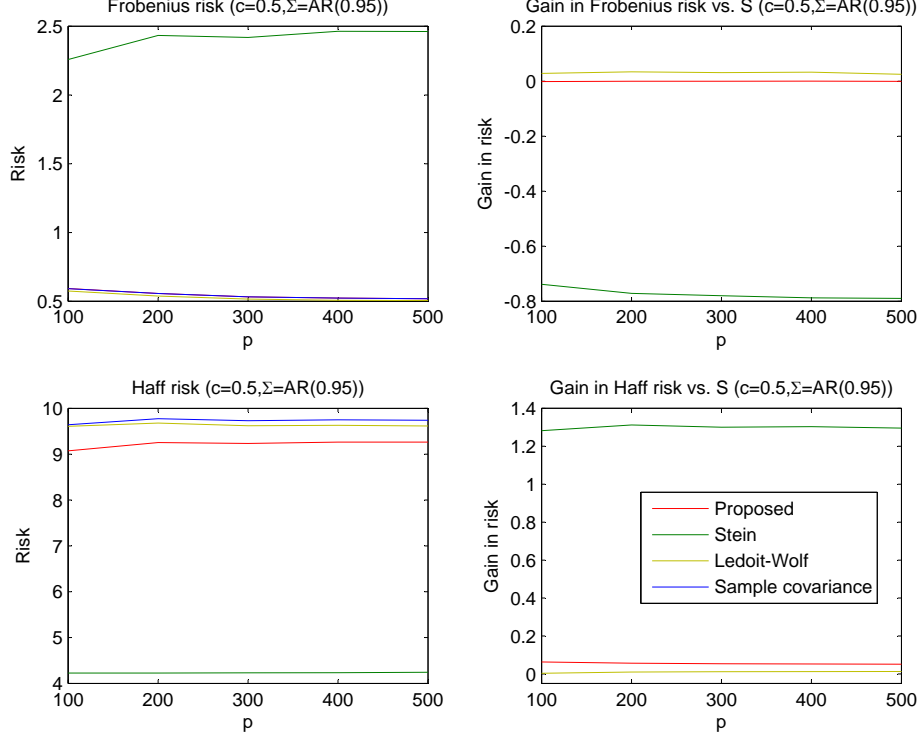 Frobenius risk (c=0.5,Σ=AR(0.95))
2.5
2
1.5
1
0.5
Risk
100 200 300 400 500
p
Gain in Frobenius risk vs. S (c=0.5,Σ=AR(0.95))
0.2
0
-0.2
-0.4
-0.6
-0.8
Gain in risk
100 200 300 400 500
p
Haff risk (c=0.5,Σ=AR(0.95))
10
9
8
7
6
5
4
Risk
100 200 300 400 500
p
Gain in Haff risk vs. S (c=0.5,Σ=AR(0.95))
1.4
1.2
1
0.8
0.6
0.4
0.2
0
Gain in risk
Proposed
Stein
Ledoit-Wolf
Sample covariance
100 200 300 400 500
p